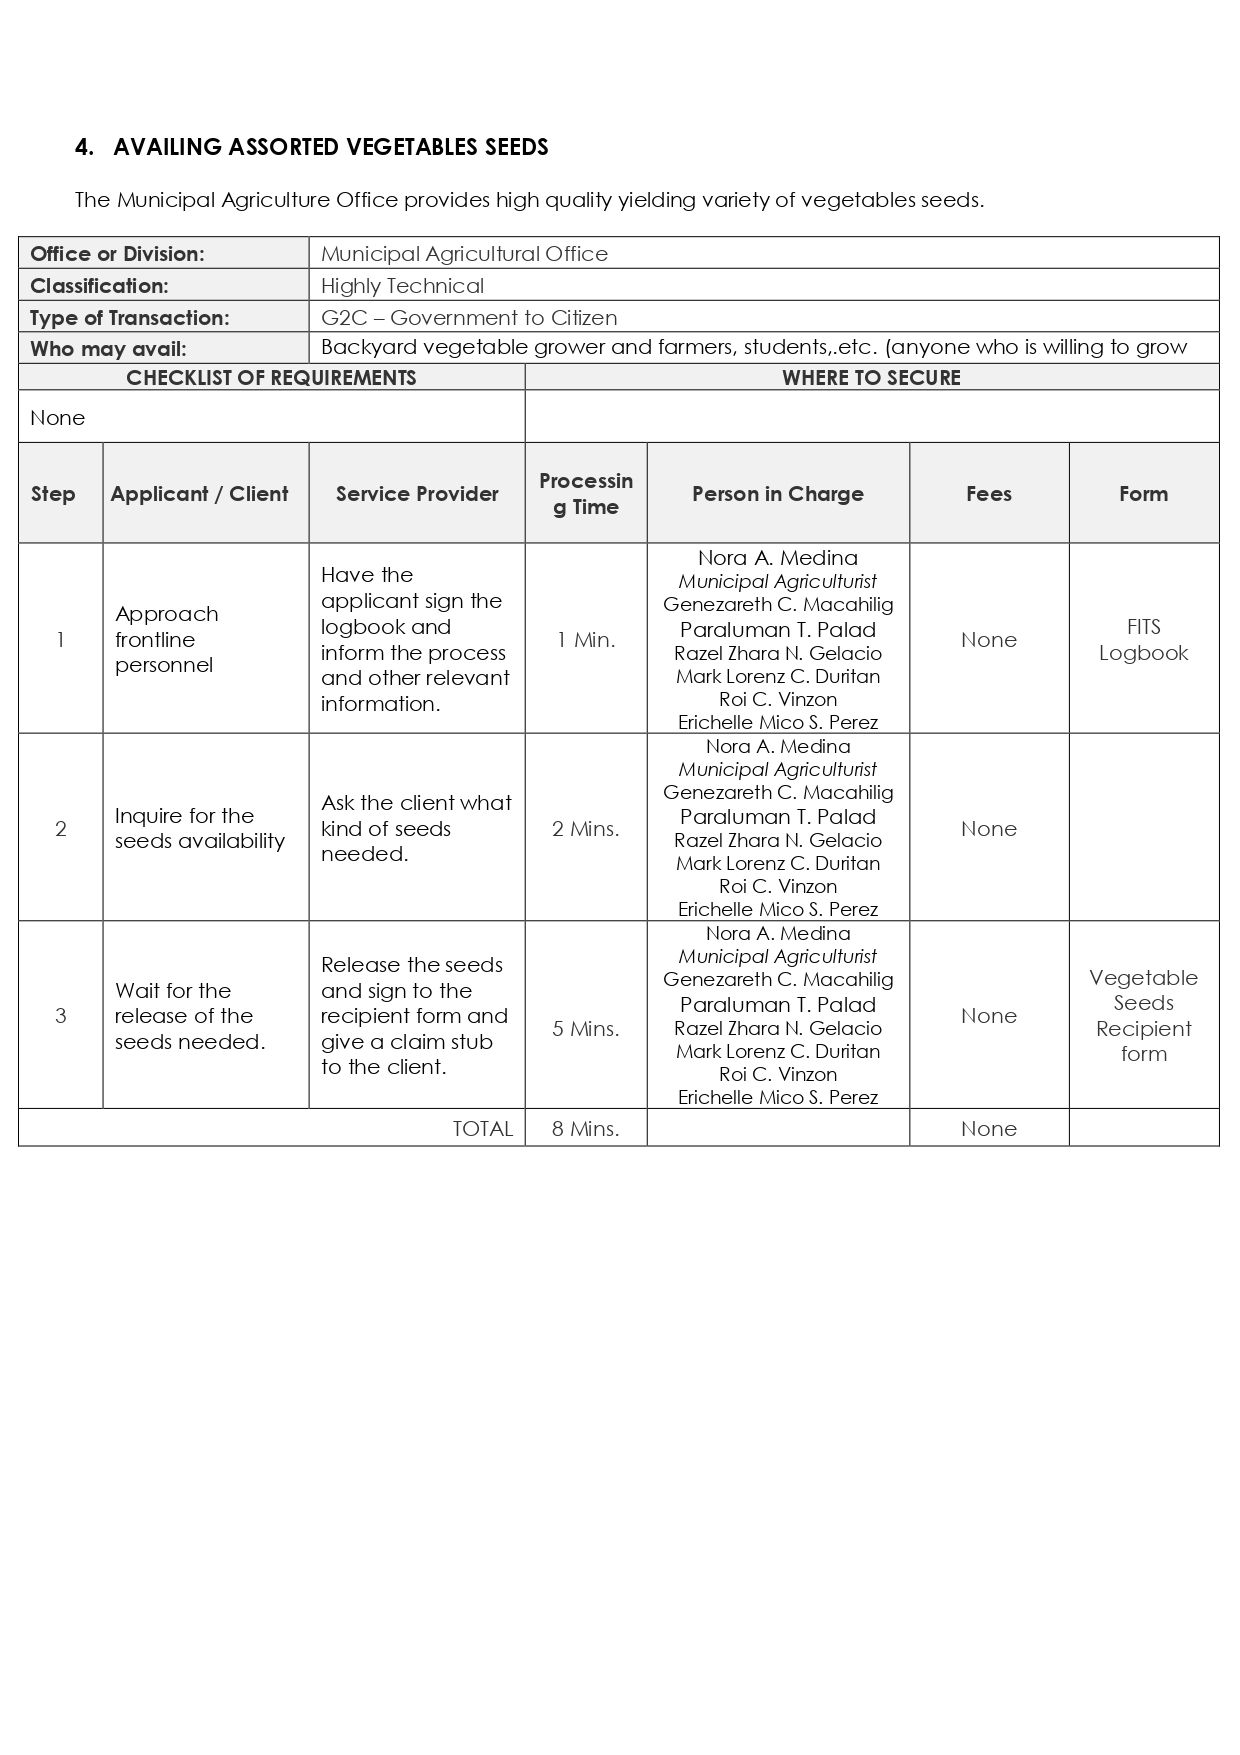 4. AVAILING ASSORTED VEGETABLES SEEDS
The Municipal Agriculture Office provides high quality yielding variety of vegetables seeds.
Office or Division: Municipal Agricultural Office
Classification: Highly Technical
Type of Transaction: G2C – Government to Citizen
Who may avail: Backyard vegetable grower and farmers, students,.etc. (anyone who is willing to grow
CHECKLIST OF REQUIREMENTS WHERE TO SECURE
None
Step Applicant / Client Service Provider Processin
g Time Person in Charge Fees Form
1
Approach
frontline
personnel
Have the
applicant sign the
logbook and
inform the process
and other relevant
information.
1 Min.
Nora A. Medina
Municipal Agriculturist
Genezareth C. Macahilig
Paraluman T. Palad
Razel Zhara N. Gelacio
Mark Lorenz C. Duritan
Roi C. Vinzon
Erichelle Mico S. Perez
None
FITS
Logbook
2
Inquire for the
seeds availability
Ask the client what
kind of seeds
needed.
2 Mins.
Nora A. Medina
Municipal Agriculturist
Genezareth C. Macahilig
Paraluman T. Palad
Razel Zhara N. Gelacio
Mark Lorenz C. Duritan
Roi C. Vinzon
Erichelle Mico S. Perez
None
3
Wait for the
release of the
seeds needed.
Release the seeds
and sign to the
recipient form and
give a claim stub
to the client.
5 Mins.
Nora A. Medina
Municipal Agriculturist
Genezareth C. Macahilig
Paraluman T. Palad
Razel Zhara N. Gelacio
Mark Lorenz C. Duritan
Roi C. Vinzon
Erichelle Mico S. Perez
None
Vegetable
Seeds
Recipient
form
TOTAL 8 Mins. None